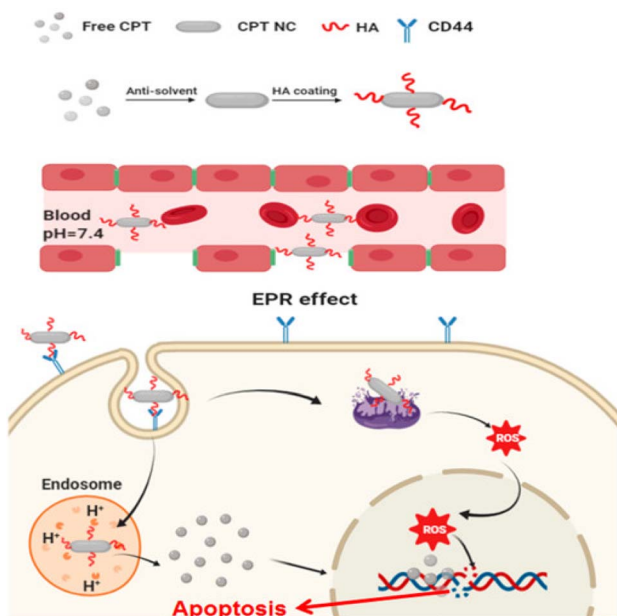 Free CPT
CPT NC
HA
CD44
Anti-solvent
HA coating
Blood
pH=7.4
EPR effect
ROS
Endosome
H⁺
H⁺
H⁺
ROS
Apoptosis